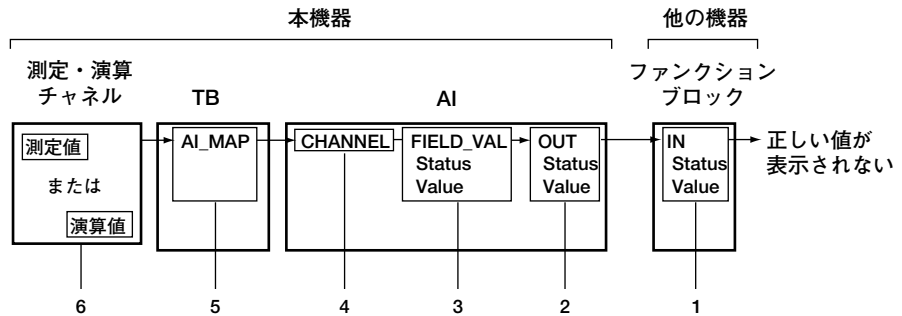 本機器
他の機器
測定・演算
チャネル
TB
AI
ファンクション
ブロック
測定値
または
演算値
AI_MAP
CHANNEL
FIELD_VAL
Status
Value
OUT
Status
Value
IN
Status
Value
正しい値が
表示されない
6
5
4
3
2
1